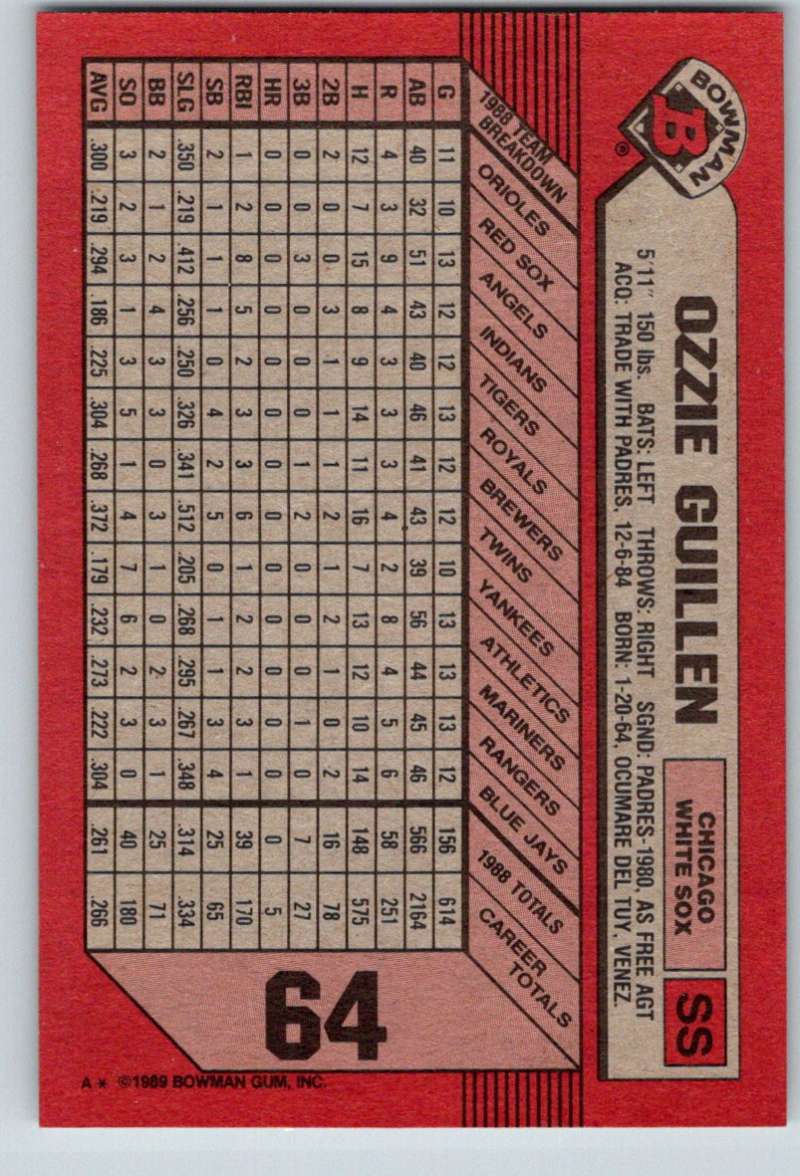 BOWMAN
B
®
OZZIE GUILLEN
CHICAGO
WHITE SOX
SS
5'11" 150 lbs. BATS: LEFT THROWS: RIGHT SGND: PADRES-1980, AS FREE AGT
ACQ: TRADE WITH PADRES, 12-6-84 BORN: 1-20-64, OCUMARE DEL TUY, VENEZ.
1988 TEAM BREAKDOWN ORIOLES RED SOX ANGELS INDIANS TIGERS ROYALS BREWERS TWINS YANKEES ATHLETICS MARINERS RANGERS BLUE JAYS 1988 TOTALS CAREER TOTALS
G 11 10 13 12 12 13 12 12 10 13 13 13 12 156 614
AB 40 32 51 43 40 46 41 43 39 56 44 45 46 566 2164
R 4 3 9 4 3 3 3 4 2 8 4 5 6 58 251
H 12 7 15 8 9 14 11 16 7 13 12 10 14 148 575
2B 2 0 0 3 1 1 1 2 1 2 1 0 2 16 78
3B 0 0 3 0 0 0 1 2 0 0 0 1 0 7 27
HR 0 0 0 0 0 0 0 0 0 0 0 0 0 0 5
RBI 1 2 8 5 2 3 3 6 1 2 2 3 1 39 170
SB 2 1 1 1 0 4 2 5 0 1 1 3 4 25 65
SLG .350 .219 .412 .256 .250 .326 .341 .512 .205 .268 .295 .267 .348 .314 .334
BB 2 1 2 4 3 3 0 3 1 0 2 3 1 25 71
SO 3 2 3 1 3 5 1 4 7 6 2 3 0 40 180
AVG .300 .219 .294 .186 .225 .304 .268 .372 .179 .232 .273 .222 .304 .261 .266
64
A * ©1989 BOWMAN GUM, INC.